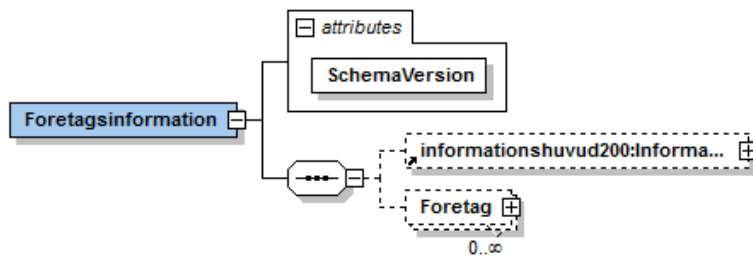 attributes
SchemaVersion
Foretagsinformation
informationshuvud200:Informa...
Foretag
0..∞